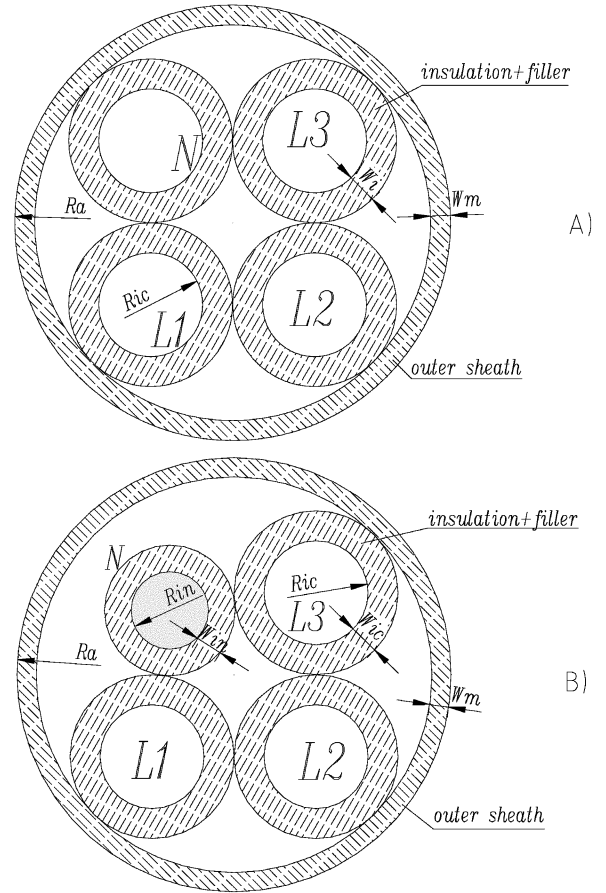 insulation+filler
L3
N
Wi
Ra
Wm
A)
Ric
L1
L2
outer sheath
insulation+filler
N
Rin
Ric
L3
Win
Wic
Ra
Wm
B)
L1
L2
outer sheath